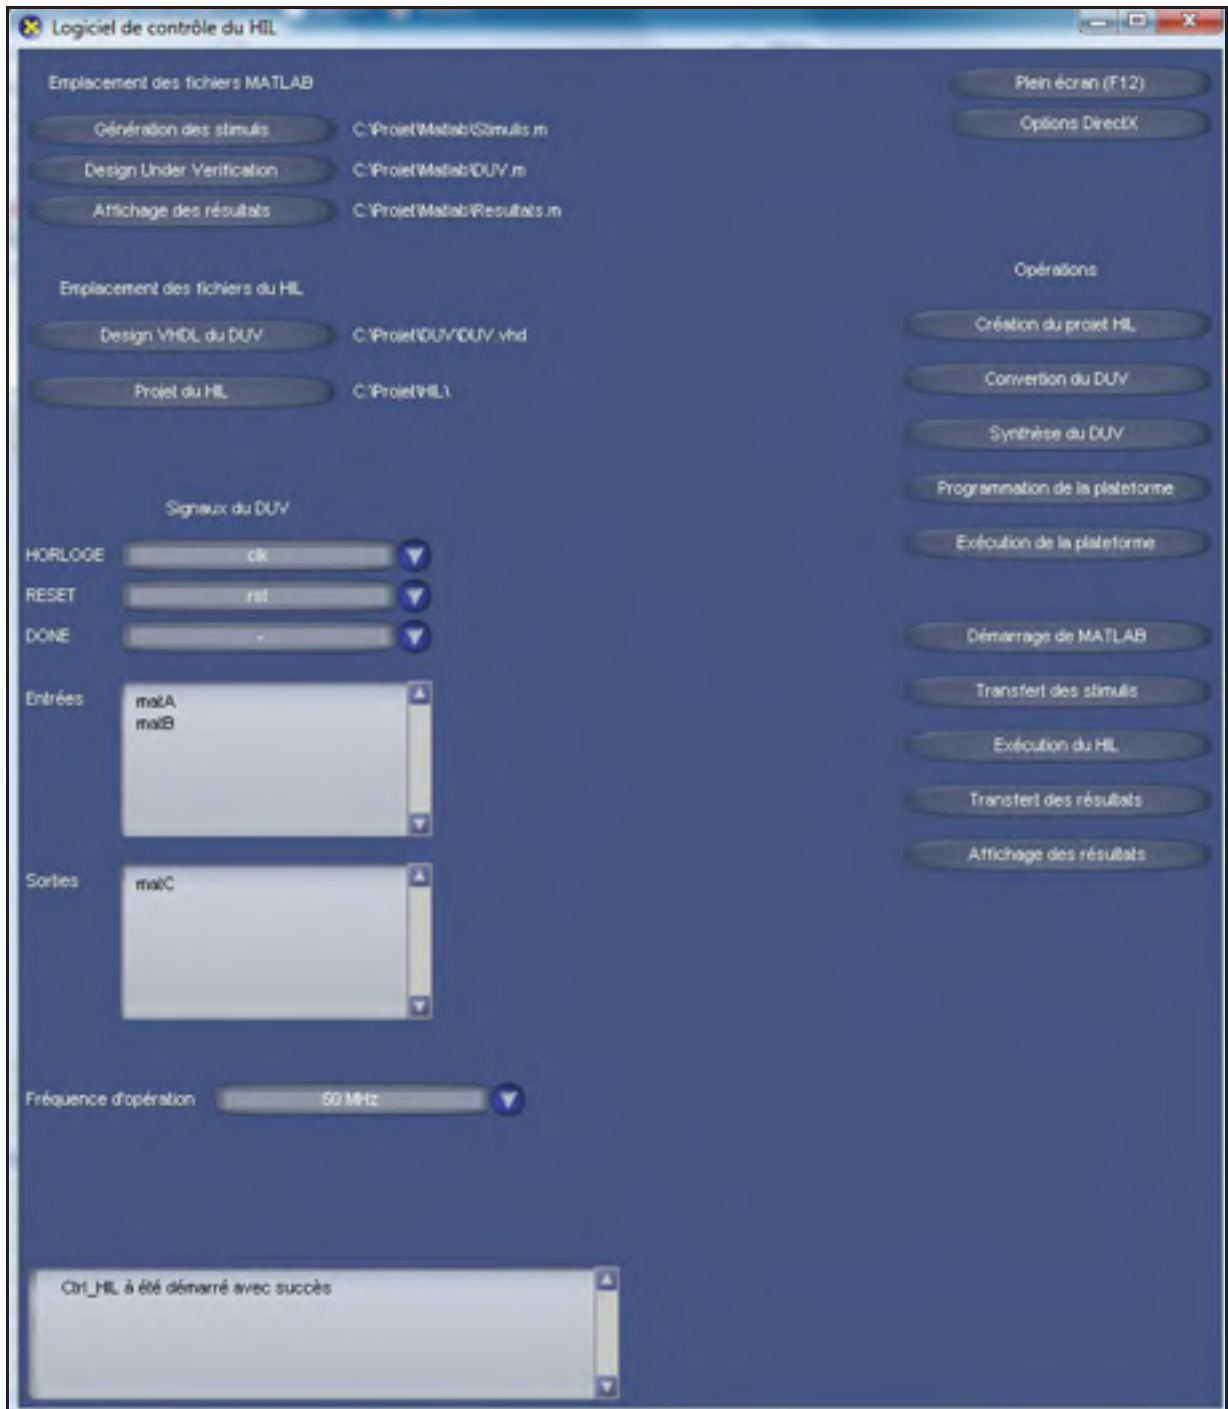 Logiciel de contrôle du HIL
Emplacement des fichiers MATLAB
Génération des stimulis C:\Projet\Matlab\Stimulis.m
Design Under Verification C:\Projet\Matlab\DUV.m
Affichage des résultats C:\Projet\Matlab\Resultats.m
Emplacement des fichiers du HIL
Design VHDL du DUV C:\Projet\DUV\DUV.vhd
Projet du HIL C:\Projet\HIL\
Signaux du DUV
HORLOGE clk
RESET rst
DONE -
Entrées
matA
matB
Sorties
matC
Fréquence d'opération 50 MHz
Ctrl_HIL à été démarré avec succès
Plein écran (F12)
Options DirectX
Opérations
Création du projet HIL
Convertion du DUV
Synthèse du DUV
Programmation de la plateforme
Exécution de la plateforme
Démarrage de MATLAB
Transfert des stimulis
Exécution du HIL
Transfert des résultats
Affichage des résultats